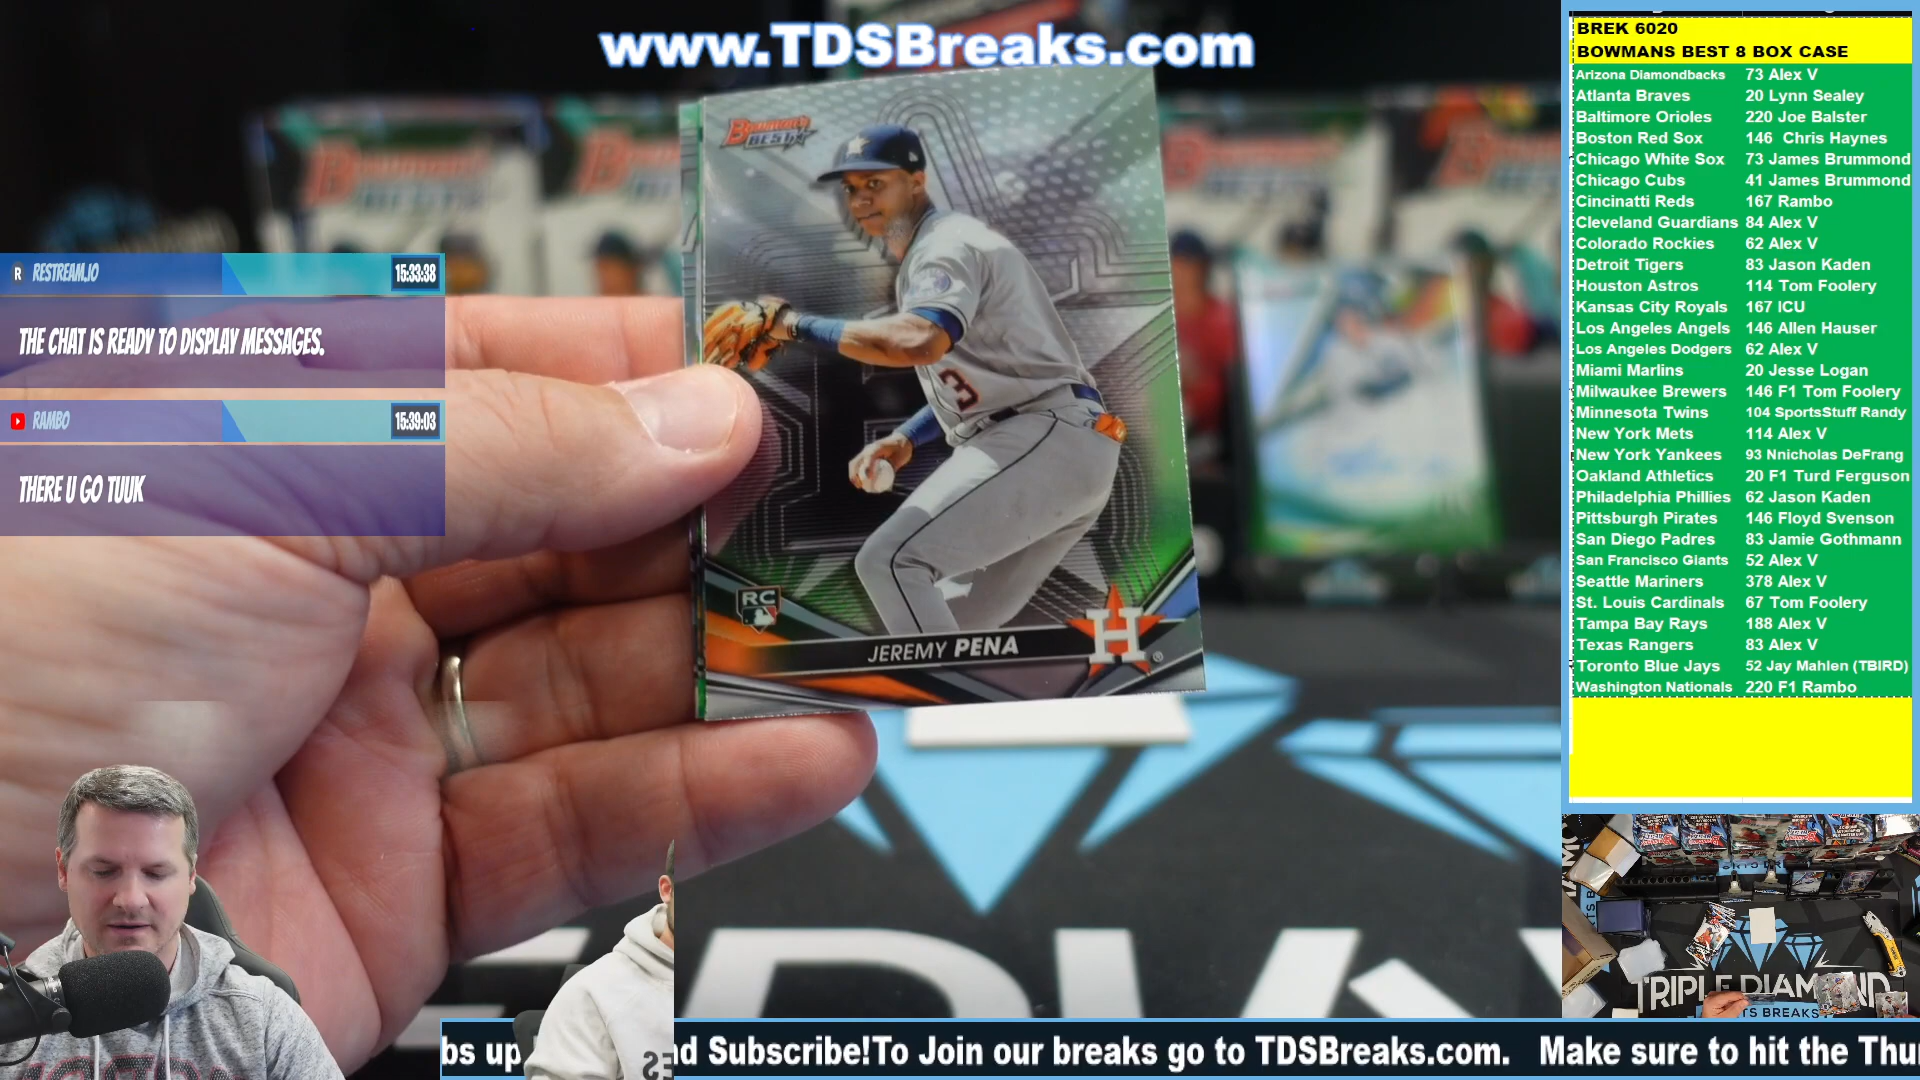 www.TDSBreaks.com
Bowman's
BEST
3
RC
JEREMY PENA
H
®
R RESTREAM.IO 15:33:38
THE CHAT IS READY TO DISPLAY MESSAGES.
RAMBO 15:39:03
THERE U GO TUUK
BREK 6020
BOWMANS BEST 8 BOX CASE
Arizona Diamondbacks 73 Alex V
Atlanta Braves 20 Lynn Sealey
Baltimore Orioles 220 Joe Balster
Boston Red Sox 146 Chris Haynes
Chicago White Sox 73 James Brummond
Chicago Cubs 41 James Brummond
Cincinatti Reds 167 Rambo
Cleveland Guardians 84 Alex V
Colorado Rockies 62 Alex V
Detroit Tigers 83 Jason Kaden
Houston Astros 114 Tom Foolery
Kansas City Royals 167 ICU
Los Angeles Angels 146 Allen Hauser
Los Angeles Dodgers 62 Alex V
Miami Marlins 20 Jesse Logan
Milwaukee Brewers 146 F1 Tom Foolery
Minnesota Twins 104 SportsStuff Randy
New York Mets 114 Alex V
New York Yankees 93 Nnicholas DeFrang
Oakland Athletics 20 F1 Turd Ferguson
Philadelphia Phillies 62 Jason Kaden
Pittsburgh Pirates 146 Floyd Svenson
San Diego Padres 83 Jamie Gothmann
San Francisco Giants 52 Alex V
Seattle Mariners 378 Alex V
St. Louis Cardinals 67 Tom Foolery
Tampa Bay Rays 188 Alex V
Texas Rangers 83 Alex V
Toronto Blue Jays 52 Jay Mahlen (TBIRD)
Washington Nationals 220 F1 Rambo
TRIPLE DIAMOND
TS BREAKS
bs up nd Subscribe!To Join our breaks go to TDSBreaks.com. Make sure to hit the Thu